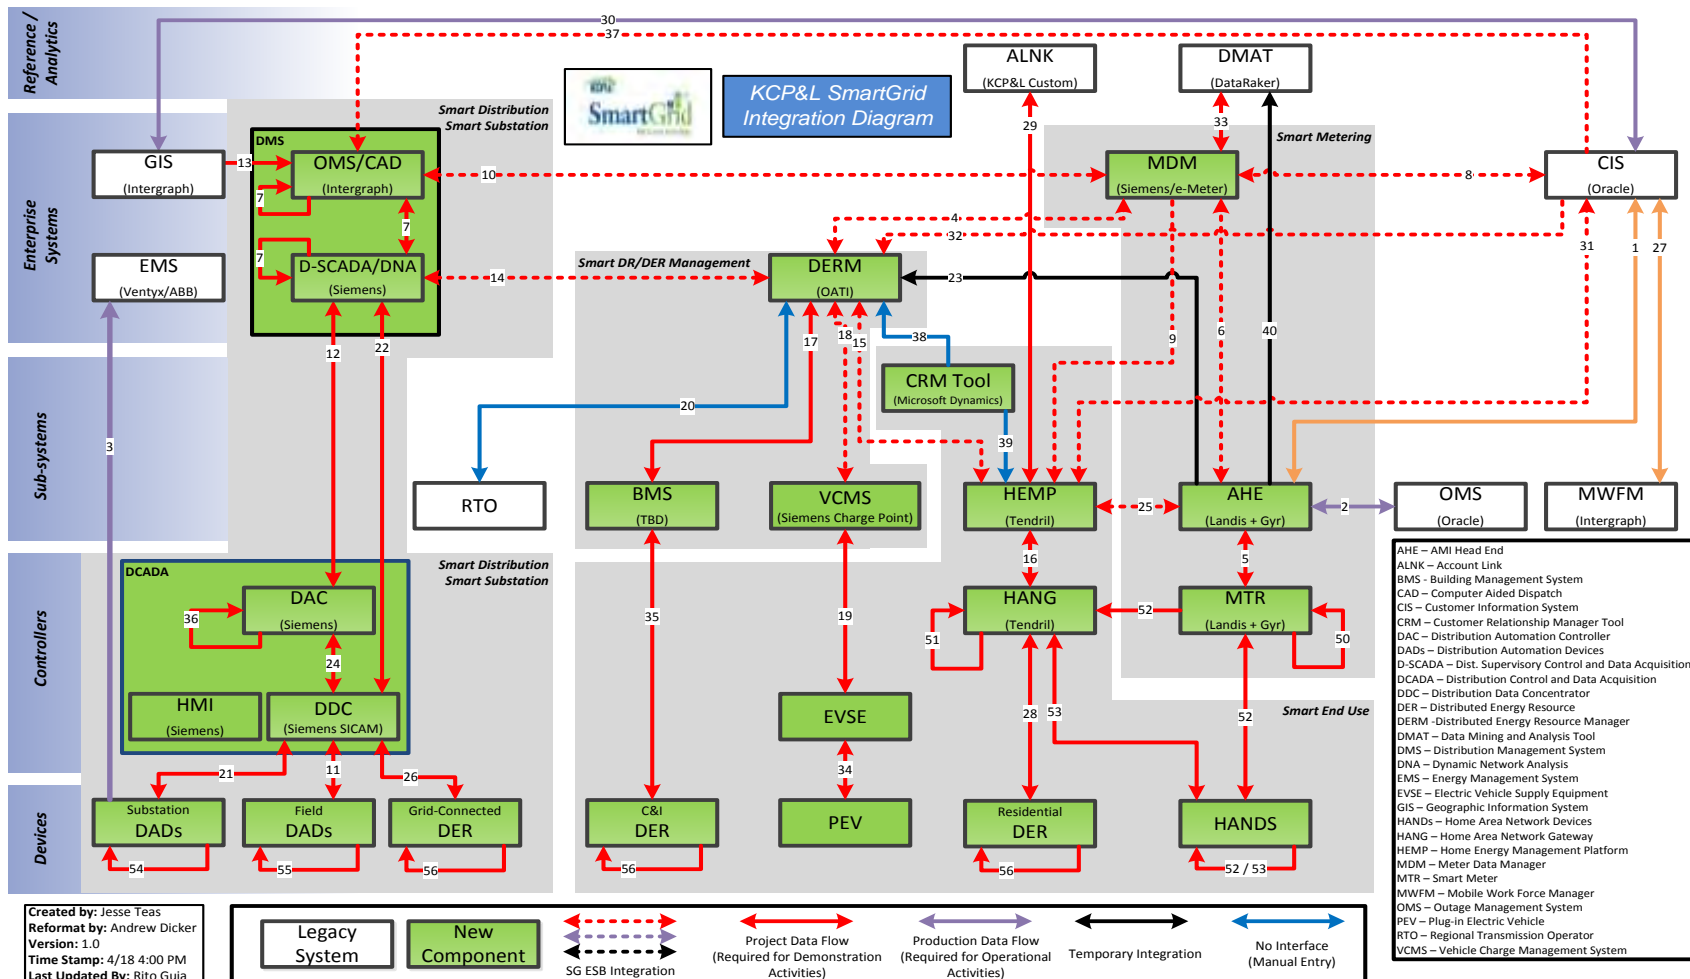 Reference / Analytics
Enterprise Systems
Sub-systems
Controllers
Devices
30
37
ALNK
(KCP&L Custom)
DMAT
(DataRaker)
SmartGrid
KCP&L SmartGrid
Integration Diagram
Smart Distribution
Smart Substation
29
33
40
Smart Metering
DMS
GIS
(Intergraph)
13
OMS/CAD
(Intergraph)
7
10
MDM
(Siemens/e-Meter)
8
CIS
(Oracle)
7
4
32
1
27
31
7
EMS
(Ventyx/ABB)
D-SCADA/DNA
(Siemens)
14
Smart DR/DER Management
DERM
(OATI)
23
12
22
17
18
15
38
9
6
40
CRM Tool
(Microsoft Dynamics)
20
39
3
RTO
BMS
(TBD)
VCMS
(Siemens Charge Point)
HEMP
(Tendril)
25
AHE
(Landis + Gyr)
2
OMS
(Oracle)
MWFM
(Intergraph)
DCADA
Smart Distribution
Smart Substation
16
5
DAC
(Siemens)
36
35
19
HANG
(Tendril)
51
52
MTR
(Landis + Gyr)
50
24
HMI
(Siemens)
DDC
(Siemens SICAM)
EVSE
28
53
52
Smart End Use
21
11
26
34
Substation
DADs
Field
DADs
Grid-Connected
DER
C&I
DER
PEV
Residential
DER
HANDS
54
55
56
56
56
52 / 53
AHE – AMI Head End
ALNK – Account Link
BMS - Building Management System
CAD – Computer Aided Dispatch
CIS – Customer Information System
CRM – Customer Relationship Manager Tool
DAC – Distribution Automation Controller
DADs – Distribution Automation Devices
D-SCADA – Dist. Supervisory Control and Data Acquisition
DCADA – Distribution Control and Data Acquisition
DDC – Distribution Data Concentrator
DER – Distributed Energy Resource
DERM -Distributed Energy Resource Manager
DMAT – Data Mining and Analysis Tool
DMS – Distribution Management System
DNA – Dynamic Network Analysis
EMS – Energy Management System
EVSE – Electric Vehicle Supply Equipment
GIS – Geographic Information System
HANDs – Home Area Network Devices
HANG – Home Area Network Gateway
HEMP – Home Energy Management Platform
MDM – Meter Data Manager
MTR – Smart Meter
MWFM – Mobile Work Force Manager
OMS – Outage Management System
PEV – Plug-in Electric Vehicle
RTO – Regional Transmission Operator
VCMS – Vehicle Charge Management System
Created by: Jesse Teas
Reformat by: Andrew Dicker
Version: 1.0
Time Stamp: 4/18 4:00 PM
Last Updated By: Rito Guia
Legacy
System
New
Component
SG ESB Integration
Project Data Flow
(Required for Demonstration
Activities)
Production Data Flow
(Required for Operational
Activities)
Temporary Integration
No Interface
(Manual Entry)